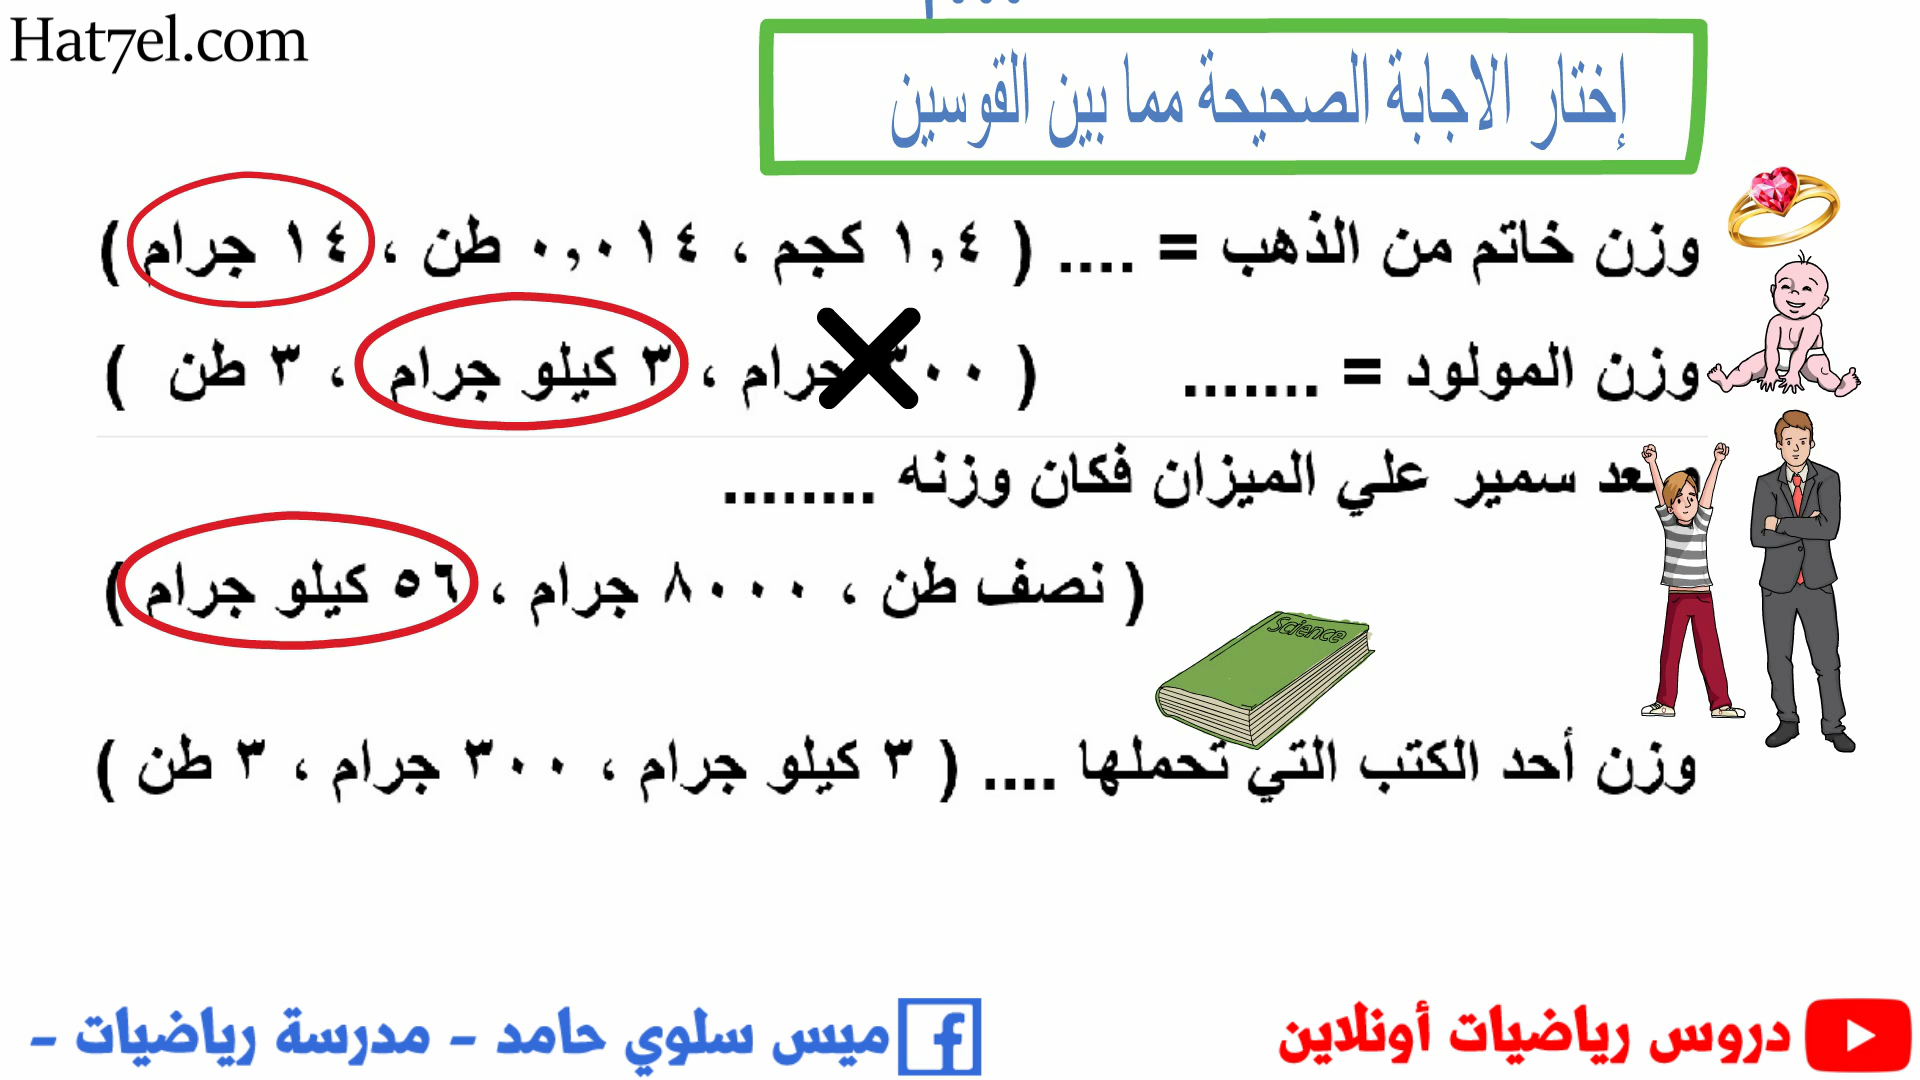 Hat7el.com
إختار الاجابة الصحيحة مما بين القوسين
وزن خاتم من الذهب = .... ( ١,٤ كجم ، ٠,٠١٤ طن ، ١٤ جرام )
وزن المولود = ....... ( ٣٠٠ جرام ، ٣ كيلو جرام ، ٣ طن )
سمير علي الميزان فكان وزنه ........
( نصف طن ، ٨٠٠٠ جرام ، ٥٦ كيلو جرام )
Science
وزن أحد الكتب التي تحملها .... ( ٣ كيلو جرام ، ٣٠٠ جرام ، ٣ طن )
دروس رياضيات أونلاين
ميس سلوي حامد - مدرسة رياضيات -